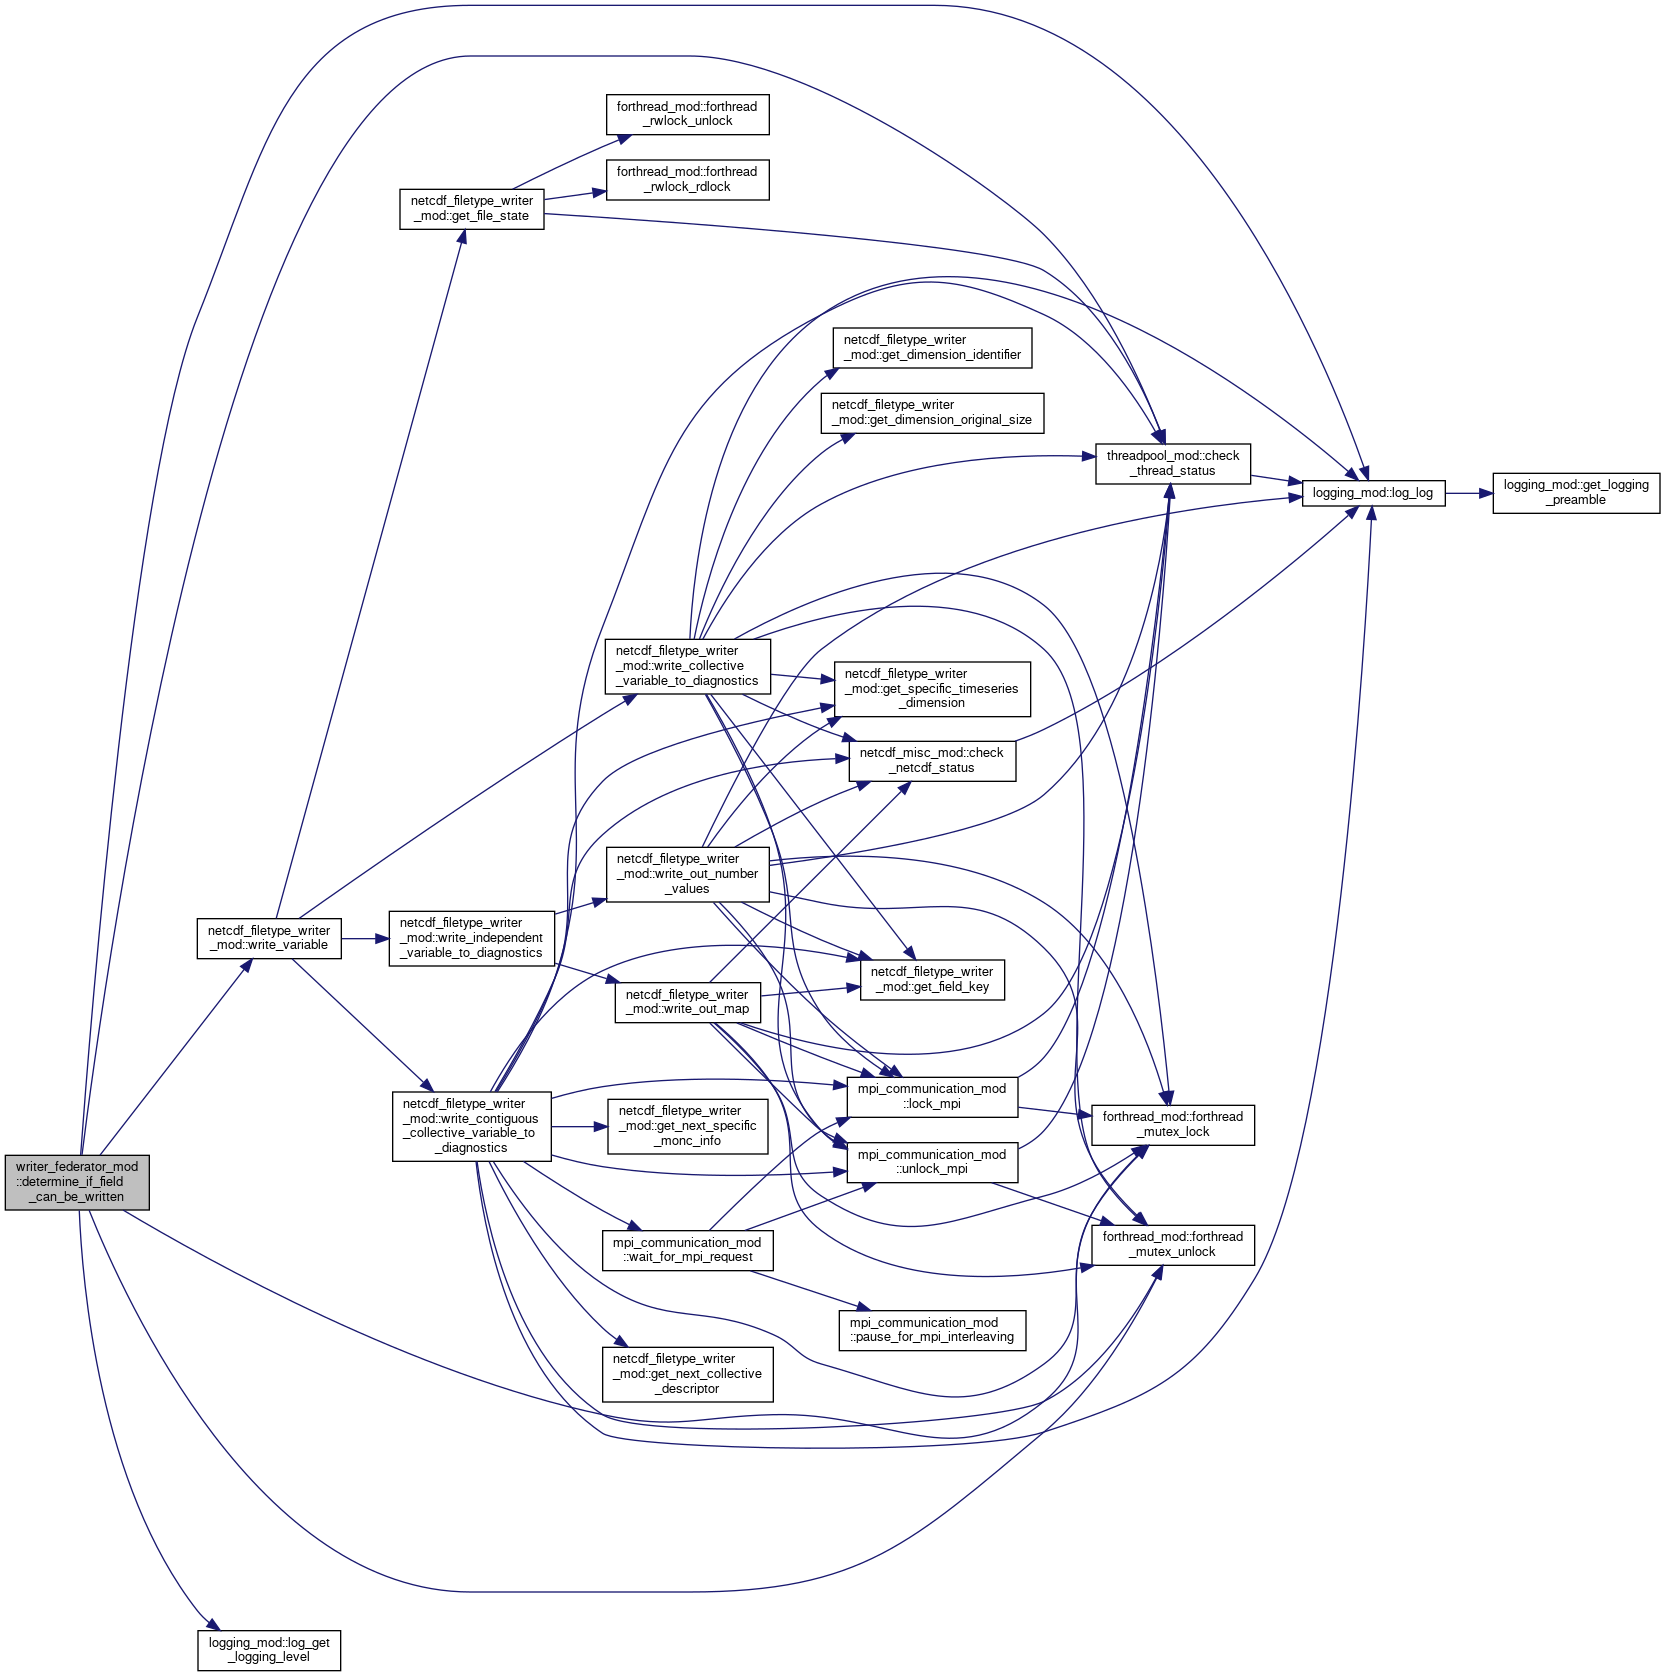 forthread_mod::forthread
_rwlock_unlock
forthread_mod::forthread
_rwlock_rdlock
netcdf_filetype_writer
_mod::get_file_state
netcdf_filetype_writer
_mod::get_dimension_identifier
netcdf_filetype_writer
_mod::get_dimension_original_size
threadpool_mod::check
_thread_status
logging_mod::log_log
logging_mod::get_logging
_preamble
netcdf_filetype_writer
_mod::write_collective
_variable_to_diagnostics
netcdf_filetype_writer
_mod::get_specific_timeseries
_dimension
netcdf_misc_mod::check
_netcdf_status
netcdf_filetype_writer
_mod::write_out_number
_values
netcdf_filetype_writer
_mod::write_variable
netcdf_filetype_writer
_mod::write_independent
_variable_to_diagnostics
netcdf_filetype_writer
_mod::get_field_key
netcdf_filetype_writer
_mod::write_out_map
mpi_communication_mod
::lock_mpi
netcdf_filetype_writer
_mod::write_contiguous
_collective_variable_to
_diagnostics
netcdf_filetype_writer
_mod::get_next_specific
_monc_info
forthread_mod::forthread
_mutex_lock
mpi_communication_mod
::unlock_mpi
writer_federator_mod
::determine_if_field
_can_be_written
mpi_communication_mod
::wait_for_mpi_request
forthread_mod::forthread
_mutex_unlock
mpi_communication_mod
::pause_for_mpi_interleaving
netcdf_filetype_writer
_mod::get_next_collective
_descriptor
logging_mod::log_get
_logging_level